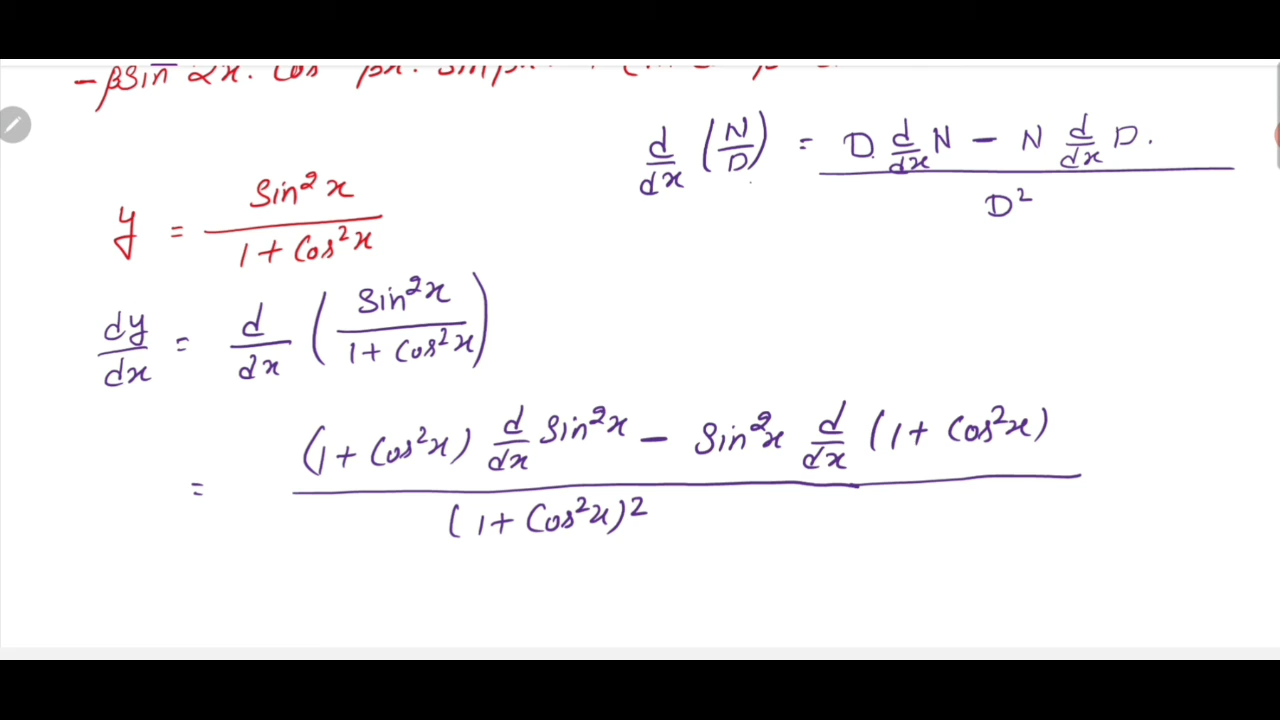 d/dx (N/D) = (D. d/dx N - N d/dx D.) / D²
y = Sin²x / (1 + Cos²x)
dy/dx = d/dx (Sin²x / (1 + Cos²x))
= ((1 + Cos²x) d/dx Sin²x - Sin²x d/dx (1 + Cos²x)) / (1 + Cos²x)²